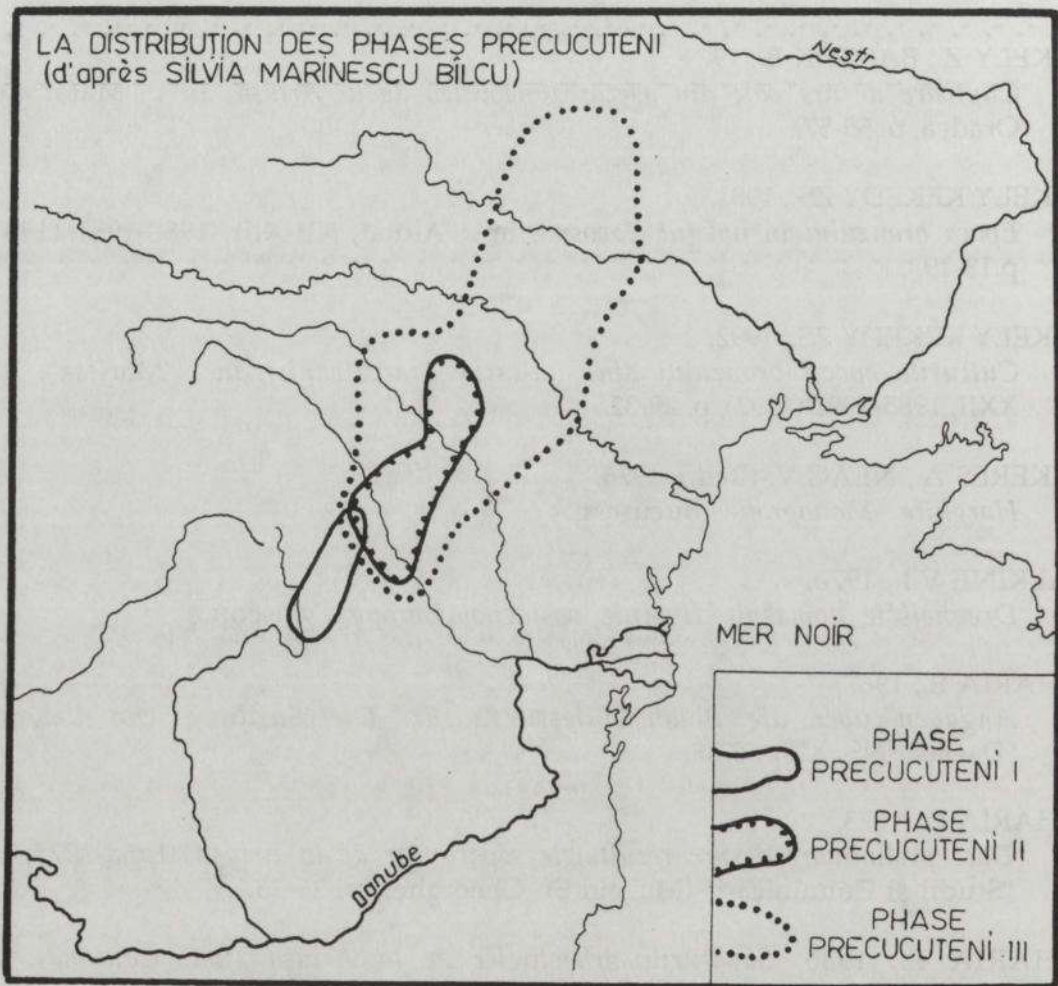 LA DISTRIBUTION DES PHASES PRECUCUTENI
(d'après SILVIA MARINESCU BÎLCU)
Nestr
MER NOIR
PHASE
PRECUCUTENI I
PHASE
PRECUCUTENI II
PHASE
PRECUCUTENI III
Danube